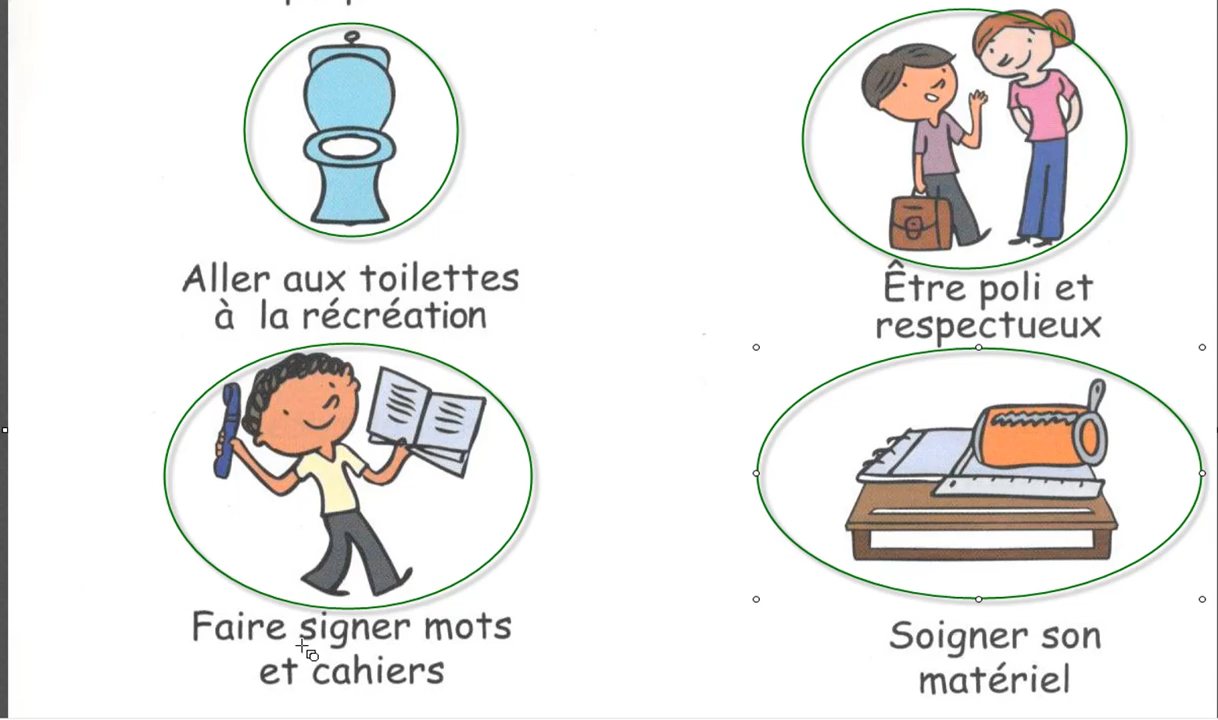 Aller aux toilettes
à la récréation
Être poli et
respectueux
Faire signer mots
et cahiers
Soigner son
matériel